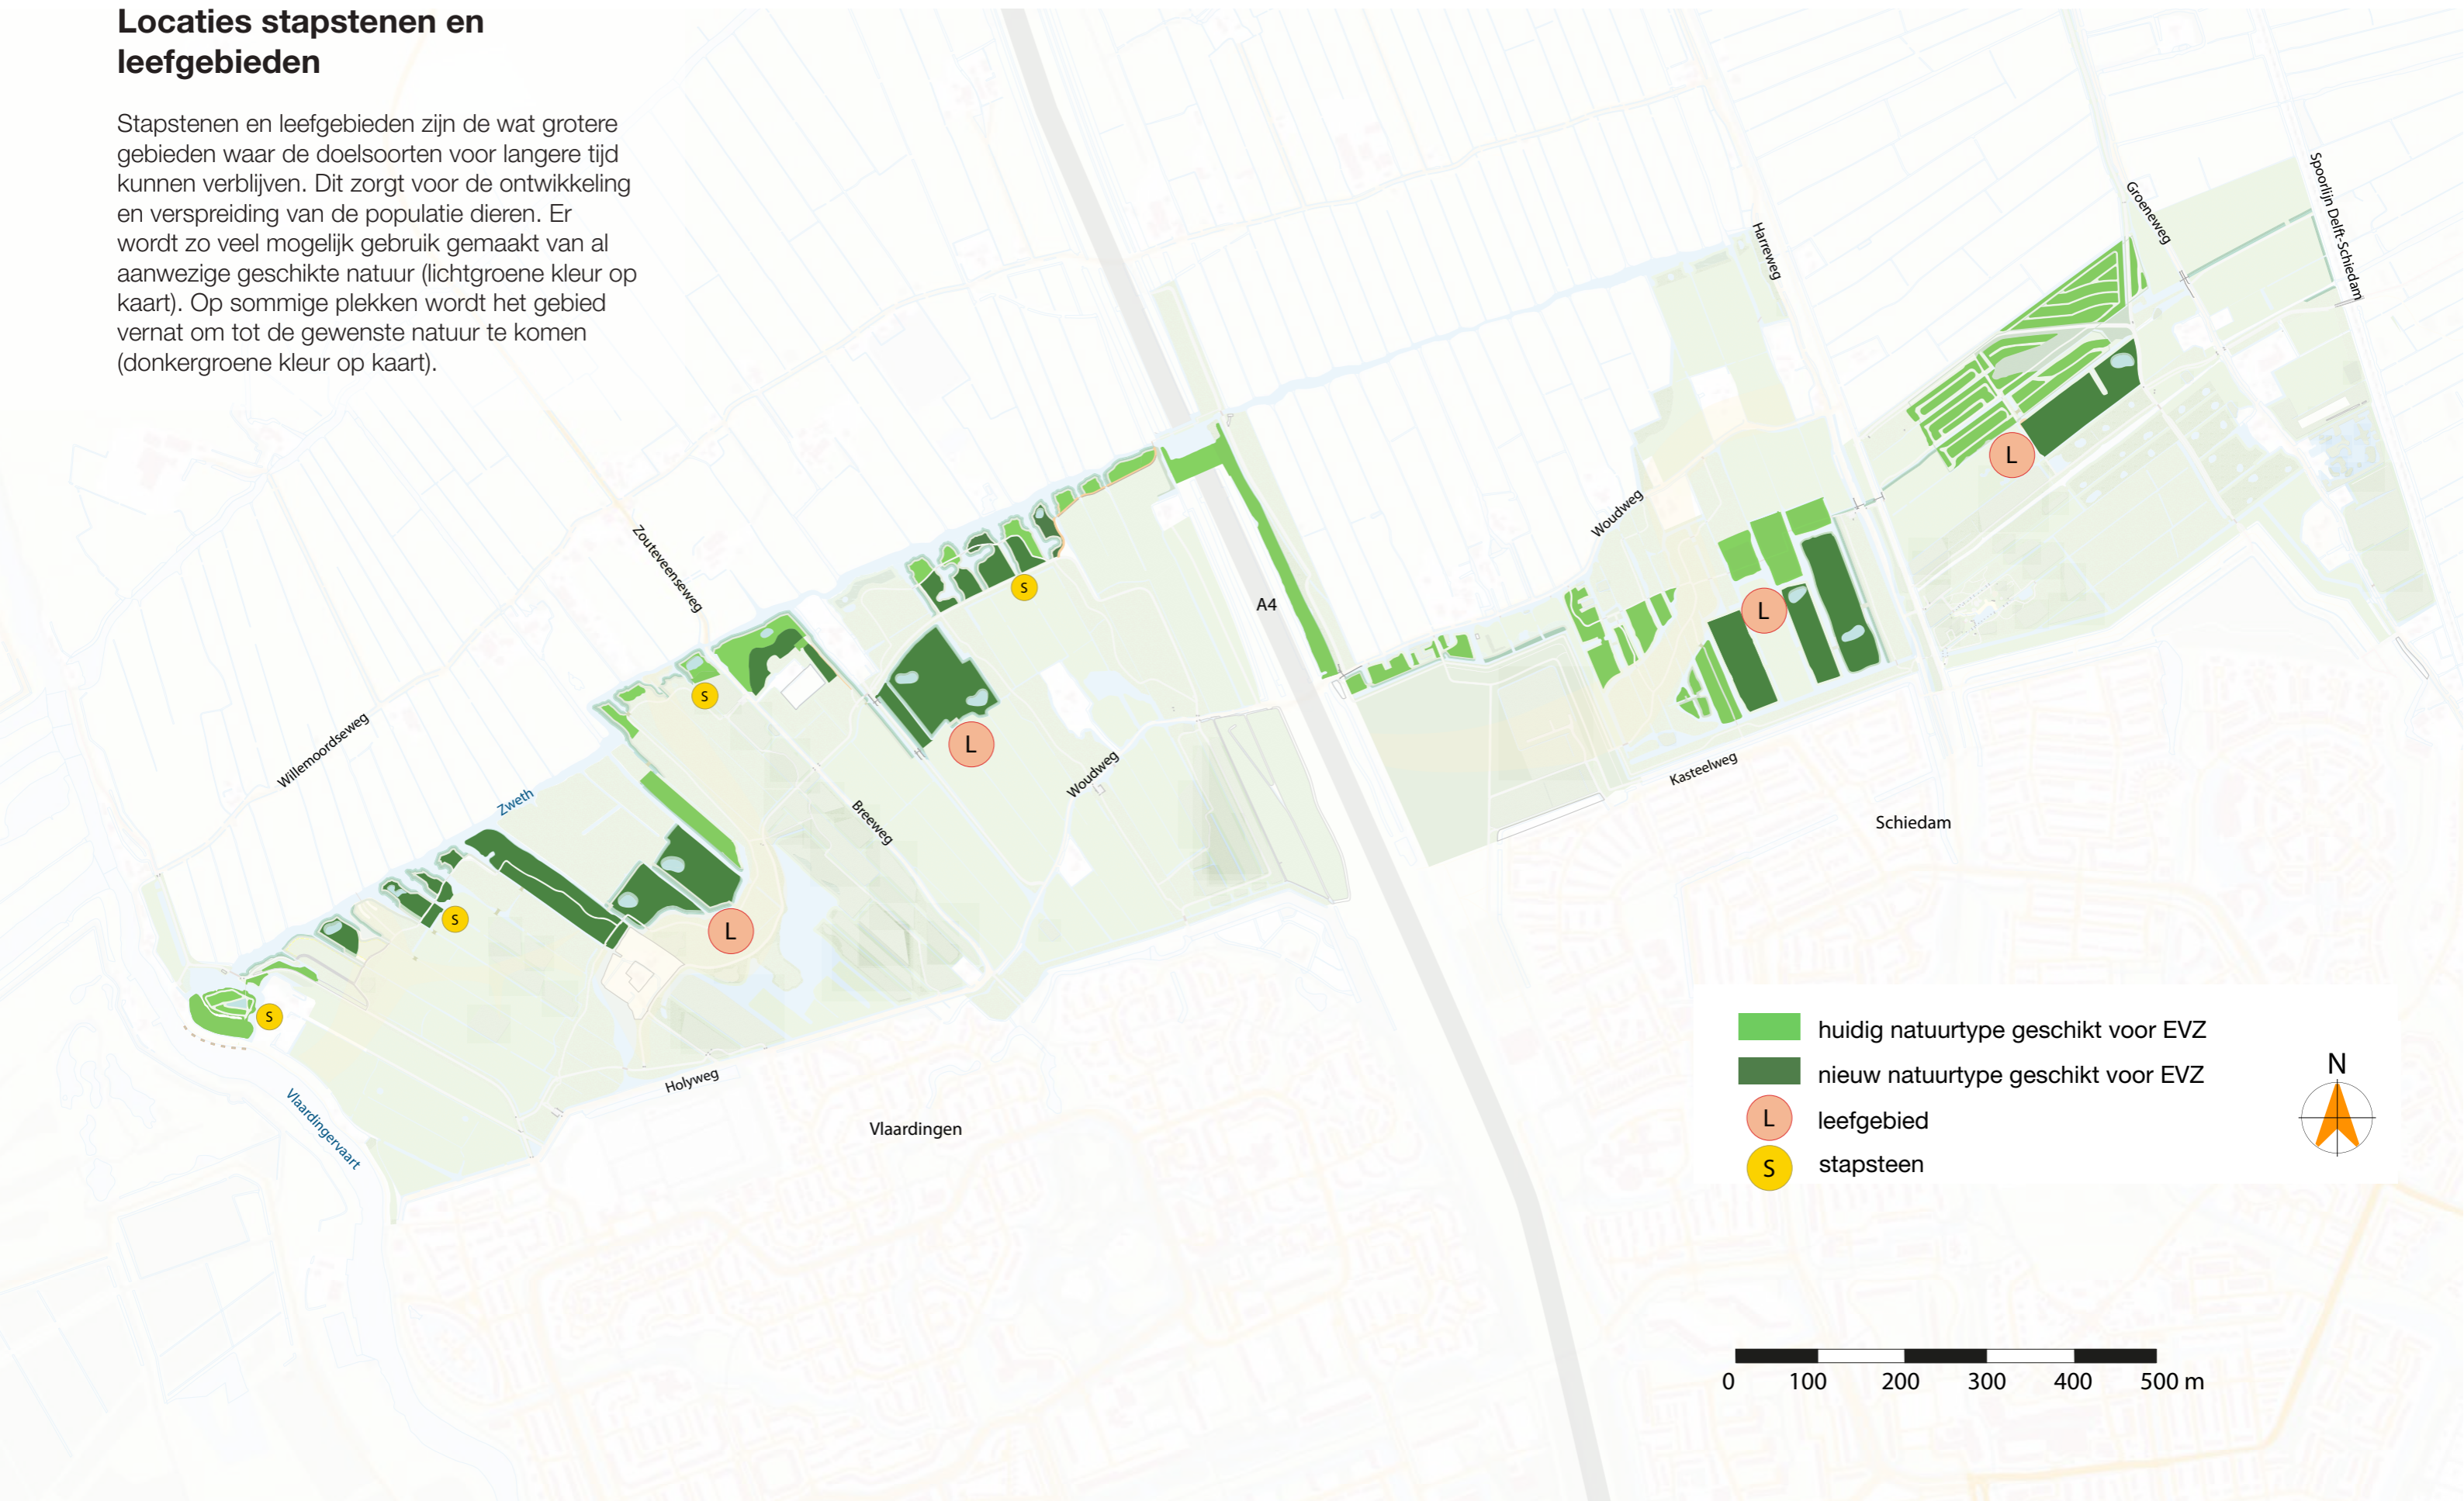 Locaties stapstenen en
leefgebieden
Stapstenen en leefgebieden zijn de wat grotere
gebieden waar de doelsoorten voor langere tijd
kunnen verblijven. Dit zorgt voor de ontwikkeling
en verspreiding van de populatie dieren. Er
wordt zo veel mogelijk gebruik gemaakt van al
aanwezige geschikte natuur (lichtgroene kleur op
kaart). Op sommige plekken wordt het gebied
vernat om tot de gewenste natuur te komen
(donkergroene kleur op kaart).
Spoorlijn Delft-Schiedam
Groeneweg
Harreweg
L
Woudweg
Zouteveenseweg
S
A4
L
S
Willemoordseweg
L
Woudweg
Kasteelweg
Zweth
Breeweg
Schiedam
S
L
S
Holyweg
Vlaardingervaart
Vlaardingen
huidig natuurtype geschikt voor EVZ
nieuw natuurtype geschikt voor EVZ
L leefgebied
S stapsteen
N
0 100 200 300 400 500 m